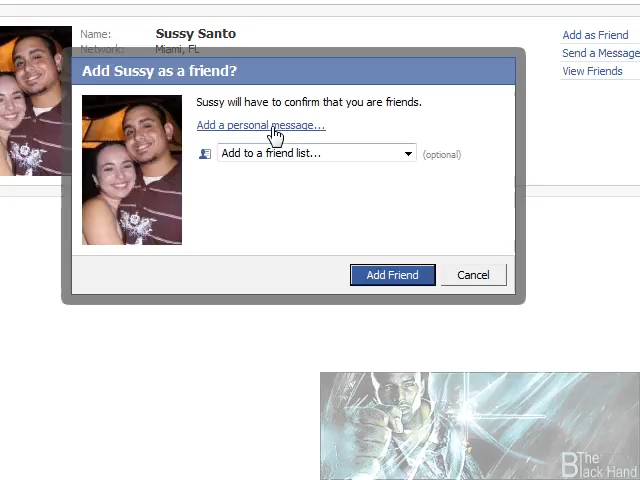 Name: Sussy Santo
Network: Miami, FL
Add as Friend
Send a Message
View Friends
Add Sussy as a friend?
Sussy will have to confirm that you are friends.
Add a personal message...
Add to a friend list... (optional)
Add Friend Cancel
The
Black Hand